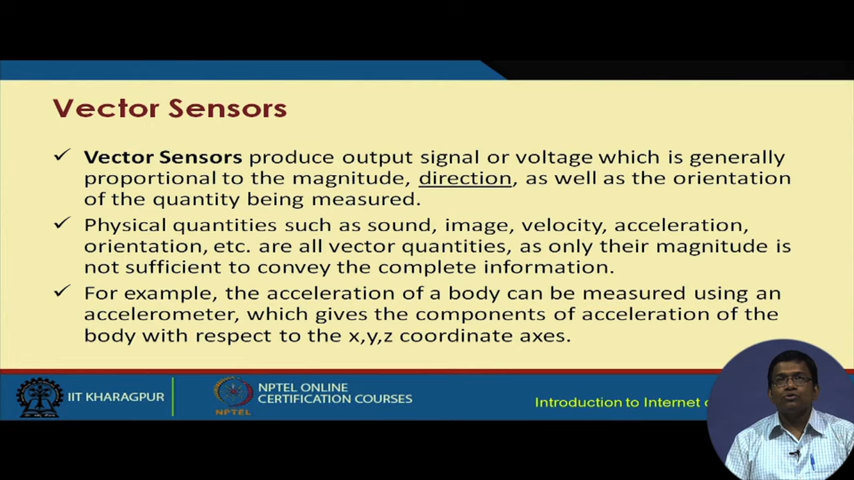 Vector Sensors
✓ Vector Sensors produce output signal or voltage which is generally
proportional to the magnitude, direction, as well as the orientation
of the quantity being measured.
✓ Physical quantities such as sound, image, velocity, acceleration,
orientation, etc. are all vector quantities, as only their magnitude is
not sufficient to convey the complete information.
✓ For example, the acceleration of a body can be measured using an
accelerometer, which gives the components of acceleration of the
body with respect to the x,y,z coordinate axes.
IIT KHARAGPUR
NPTEL
NPTEL ONLINE
CERTIFICATION COURSES
Introduction to Internet